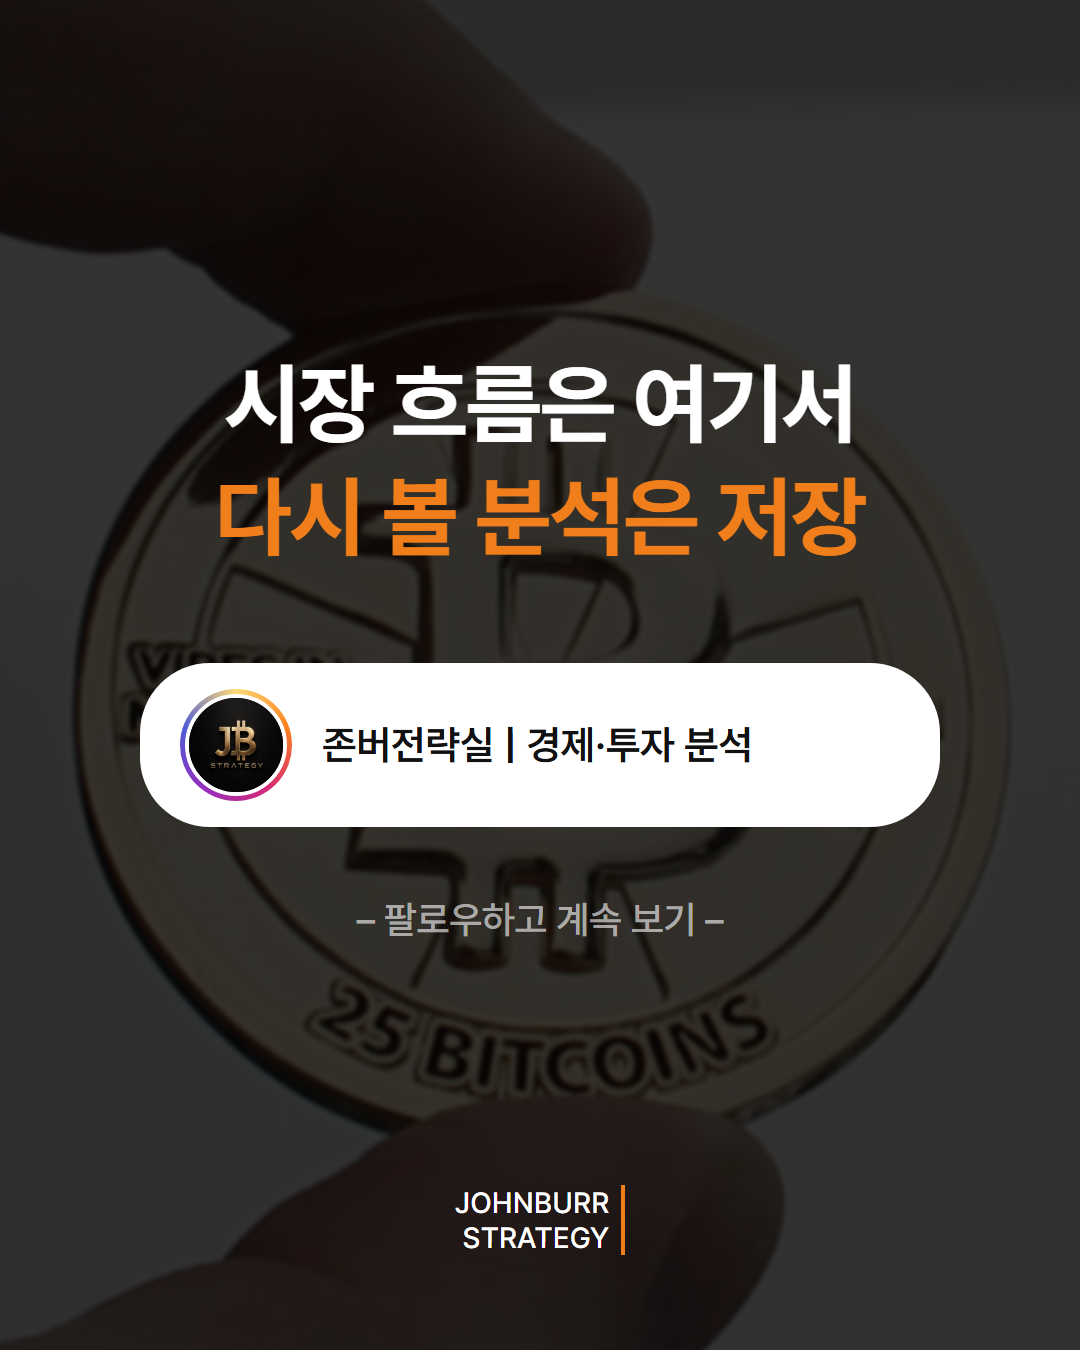 시장 흐름은 여기서
다시 볼 분석은 저장
JB
STRATEGY
존버전략실 | 경제·투자 분석
– 팔로우하고 계속 보기 –
25 BITCOINS
JOHNBURR
STRATEGY